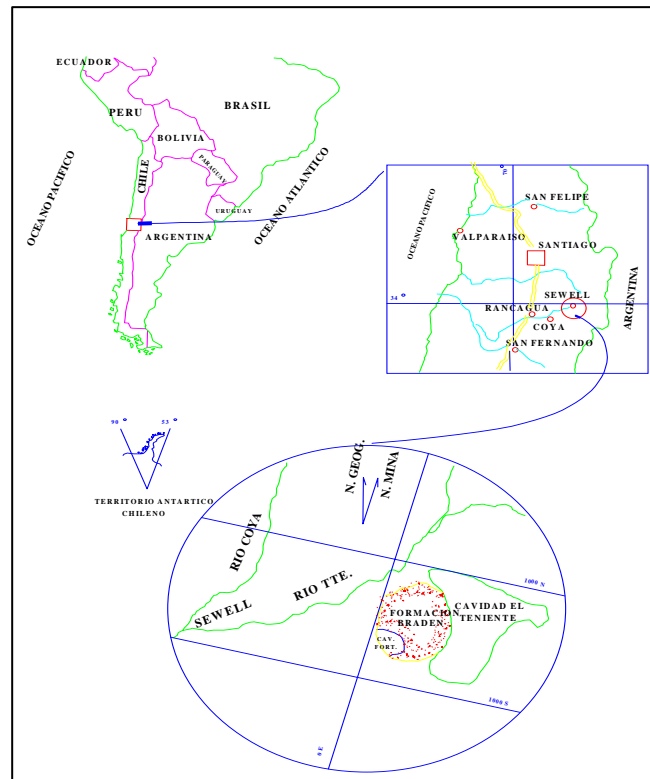 ECUADOR
PERU
BRASIL
BOLIVIA
PARAGUAY
CHILE
OCEANO PACIFICO
OCEANO ATLANTICO
URUGUAY
ARGENTINA
OCEANO PACIFICO
SAN FELIPE
VALPARAISO
SANTIAGO
34 °
SEWELL
RANCAGUA
COYA
SAN FERNANDO
ARGENTINA
90 °
53 °
TERRITORIO ANTARTICO
CHILENO
N. GEOG.
N. MINA
RIO COYA
RIO TTE.
SEWELL
1000 N
FORMACION
BRADEN
CAVIDAD EL
TENIENTE
CAV.
FORT.
1000 S
0 E